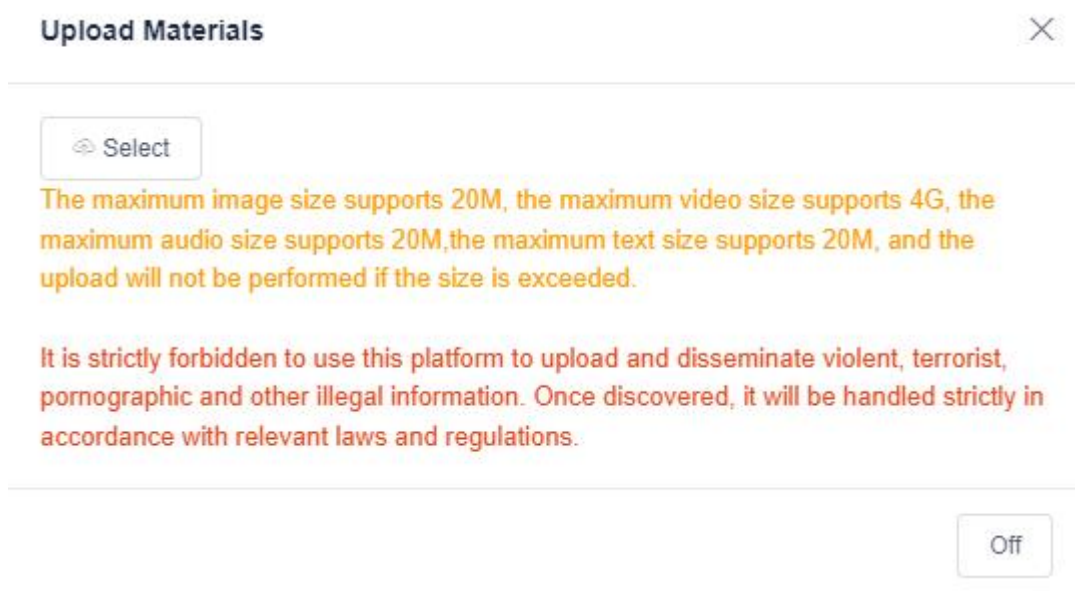 Upload Materials
Select
The maximum image size supports 20M, the maximum video size supports 4G, the
maximum audio size supports 20M,the maximum text size supports 20M, and the
upload will not be performed if the size is exceeded.
It is strictly forbidden to use this platform to upload and disseminate violent, terrorist,
pornographic and other illegal information. Once discovered, it will be handled strictly in
accordance with relevant laws and regulations.
Off